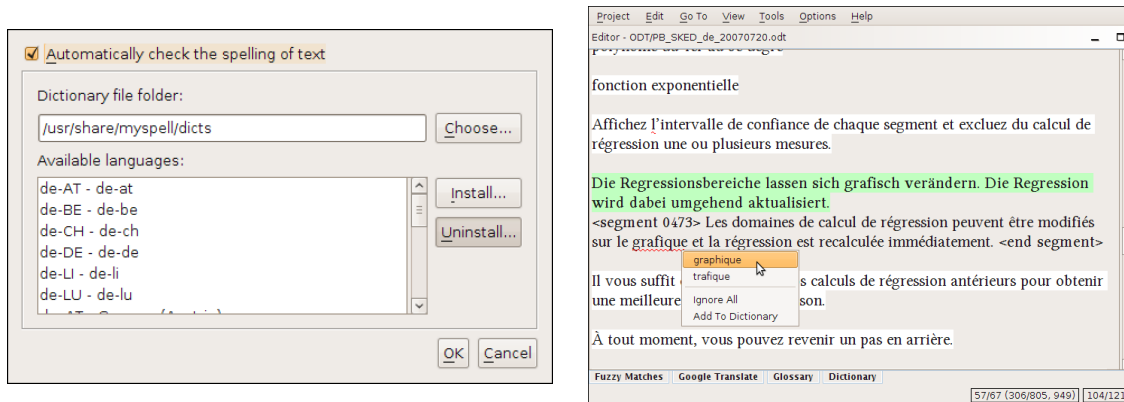 Automatically check the spelling of text
Dictionary file folder:
/usr/share/myspell/dicts
Choose...
Available languages:
de-AT - de-at
de-BE - de-be
de-CH - de-ch
de-DE - de-de
de-LI - de-li
de-LU - de-lu
Install...
Uninstall...
OK
Cancel
Project Edit Go To View Tools Options Help
Editor - ODT/PB_SKED_de_20070720.odt
fonction exponentielle
Affichez l’intervalle de confiance de chaque segment et excluez du calcul de
régression une ou plusieurs mesures.
Die Regressionsbereiche lassen sich grafisch verändern. Die Regression
wird dabei umgehend aktualisiert.
<segment 0473> Les domaines de calcul de régression peuvent être modifiés
sur le grafique et la régression est recalculée immédiatement. <end segment>
graphique
trafique
Ignore All
Add To Dictionary
Il vous suffit s calculs de régression antérieurs pour obtenir
une meilleure son.
À tout moment, vous pouvez revenir un pas en arrière.
Fuzzy Matches Google Translate Glossary Dictionary
57/67 (306/805, 949) 104/121